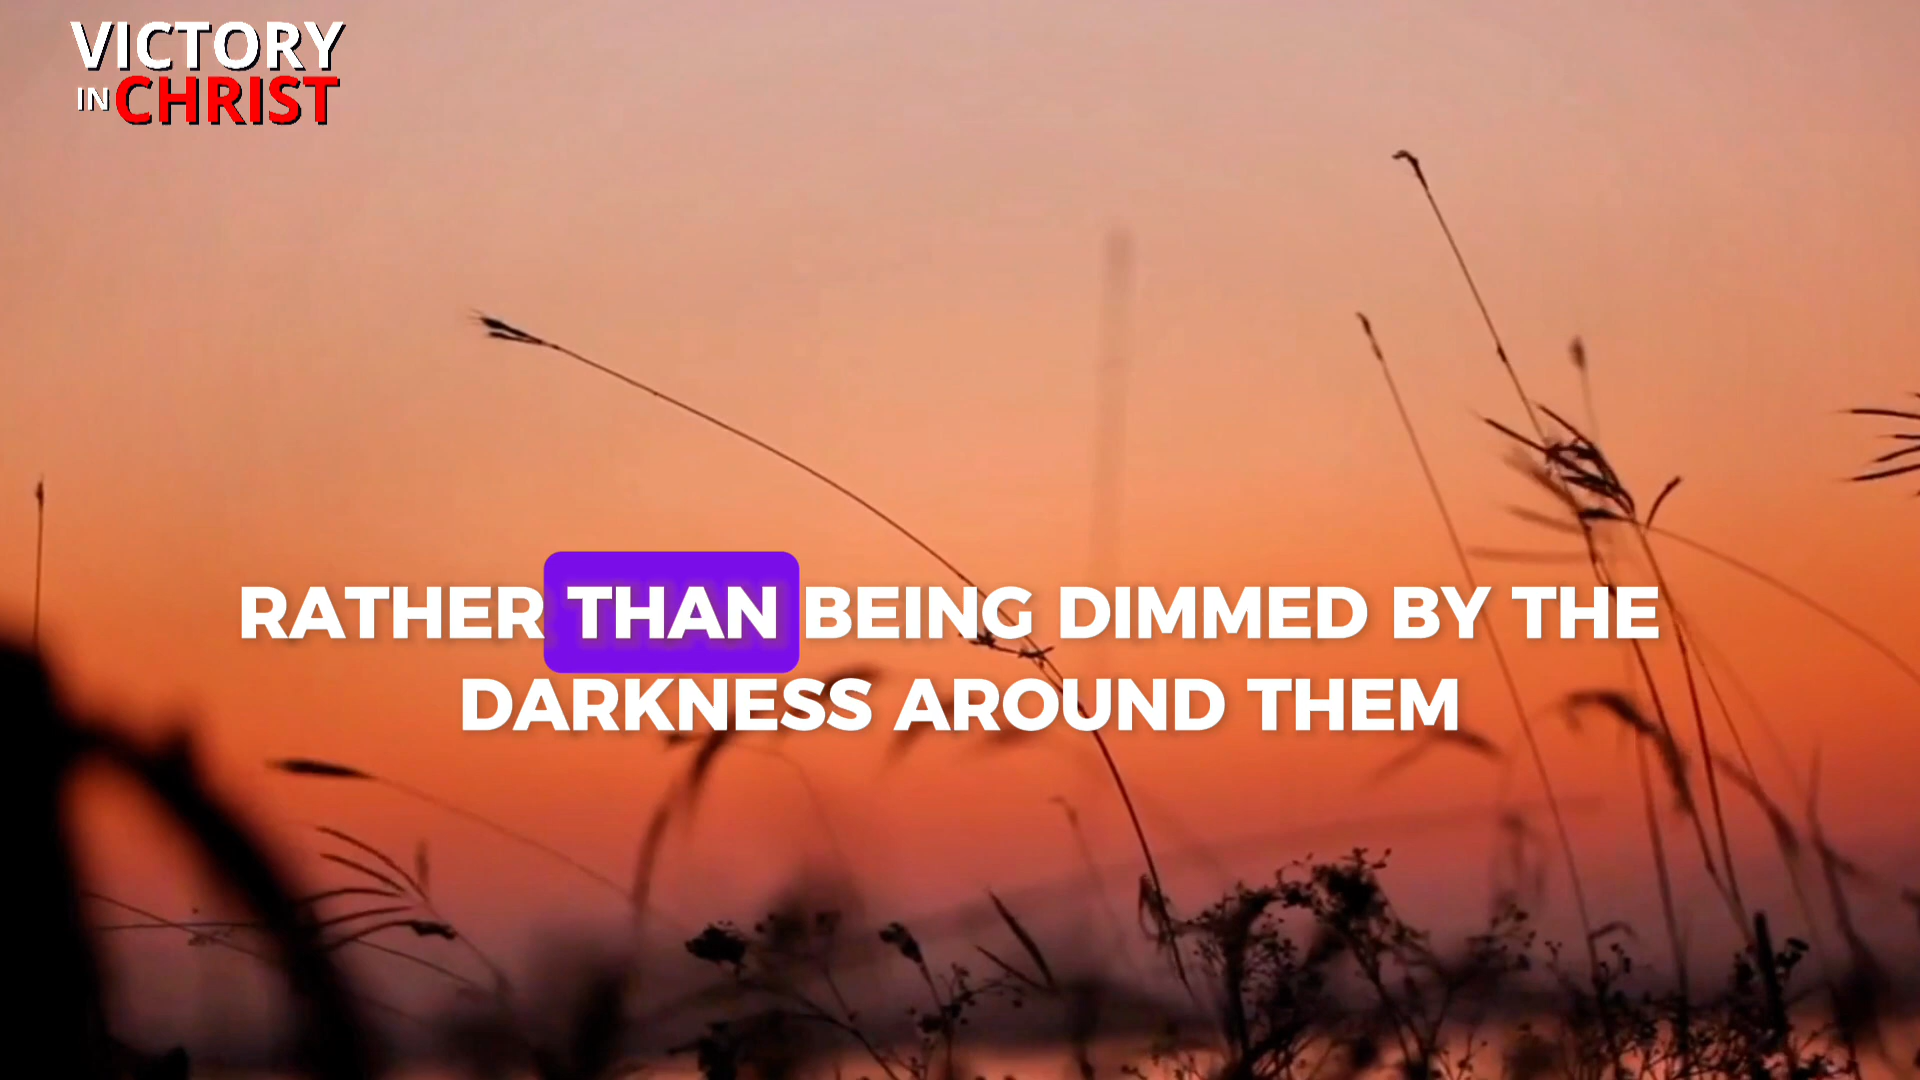 VICTORY
IN CHRIST
RATHER THAN BEING DIMMED BY THE
DARKNESS AROUND THEM